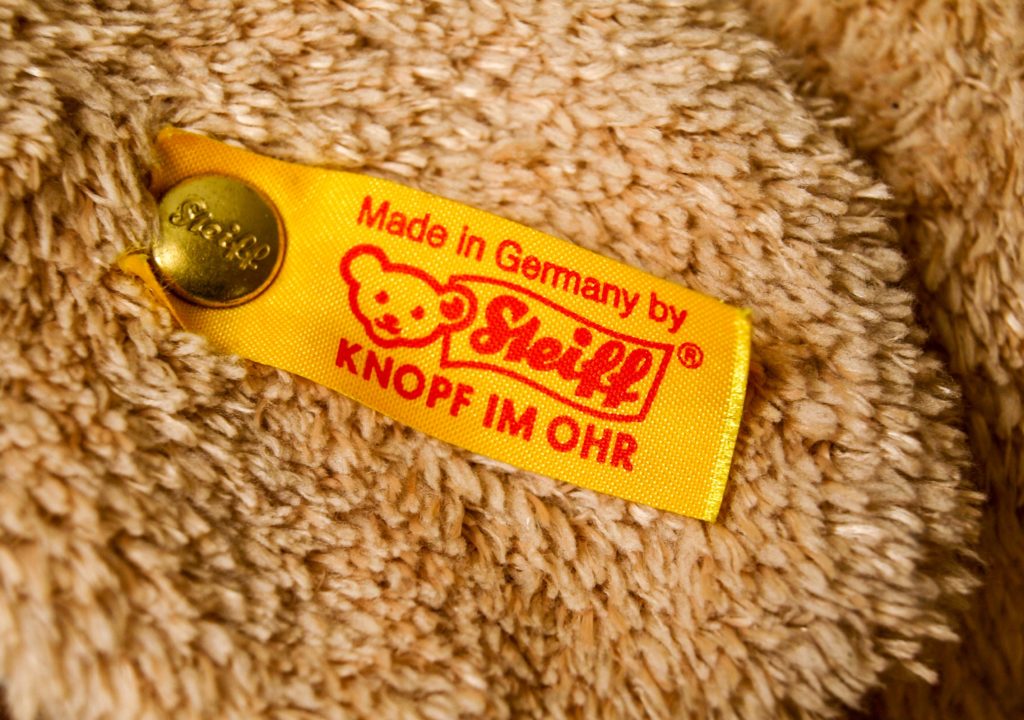 Steiff
Made in Germany by
Steiff®
KNOPF IM OHR